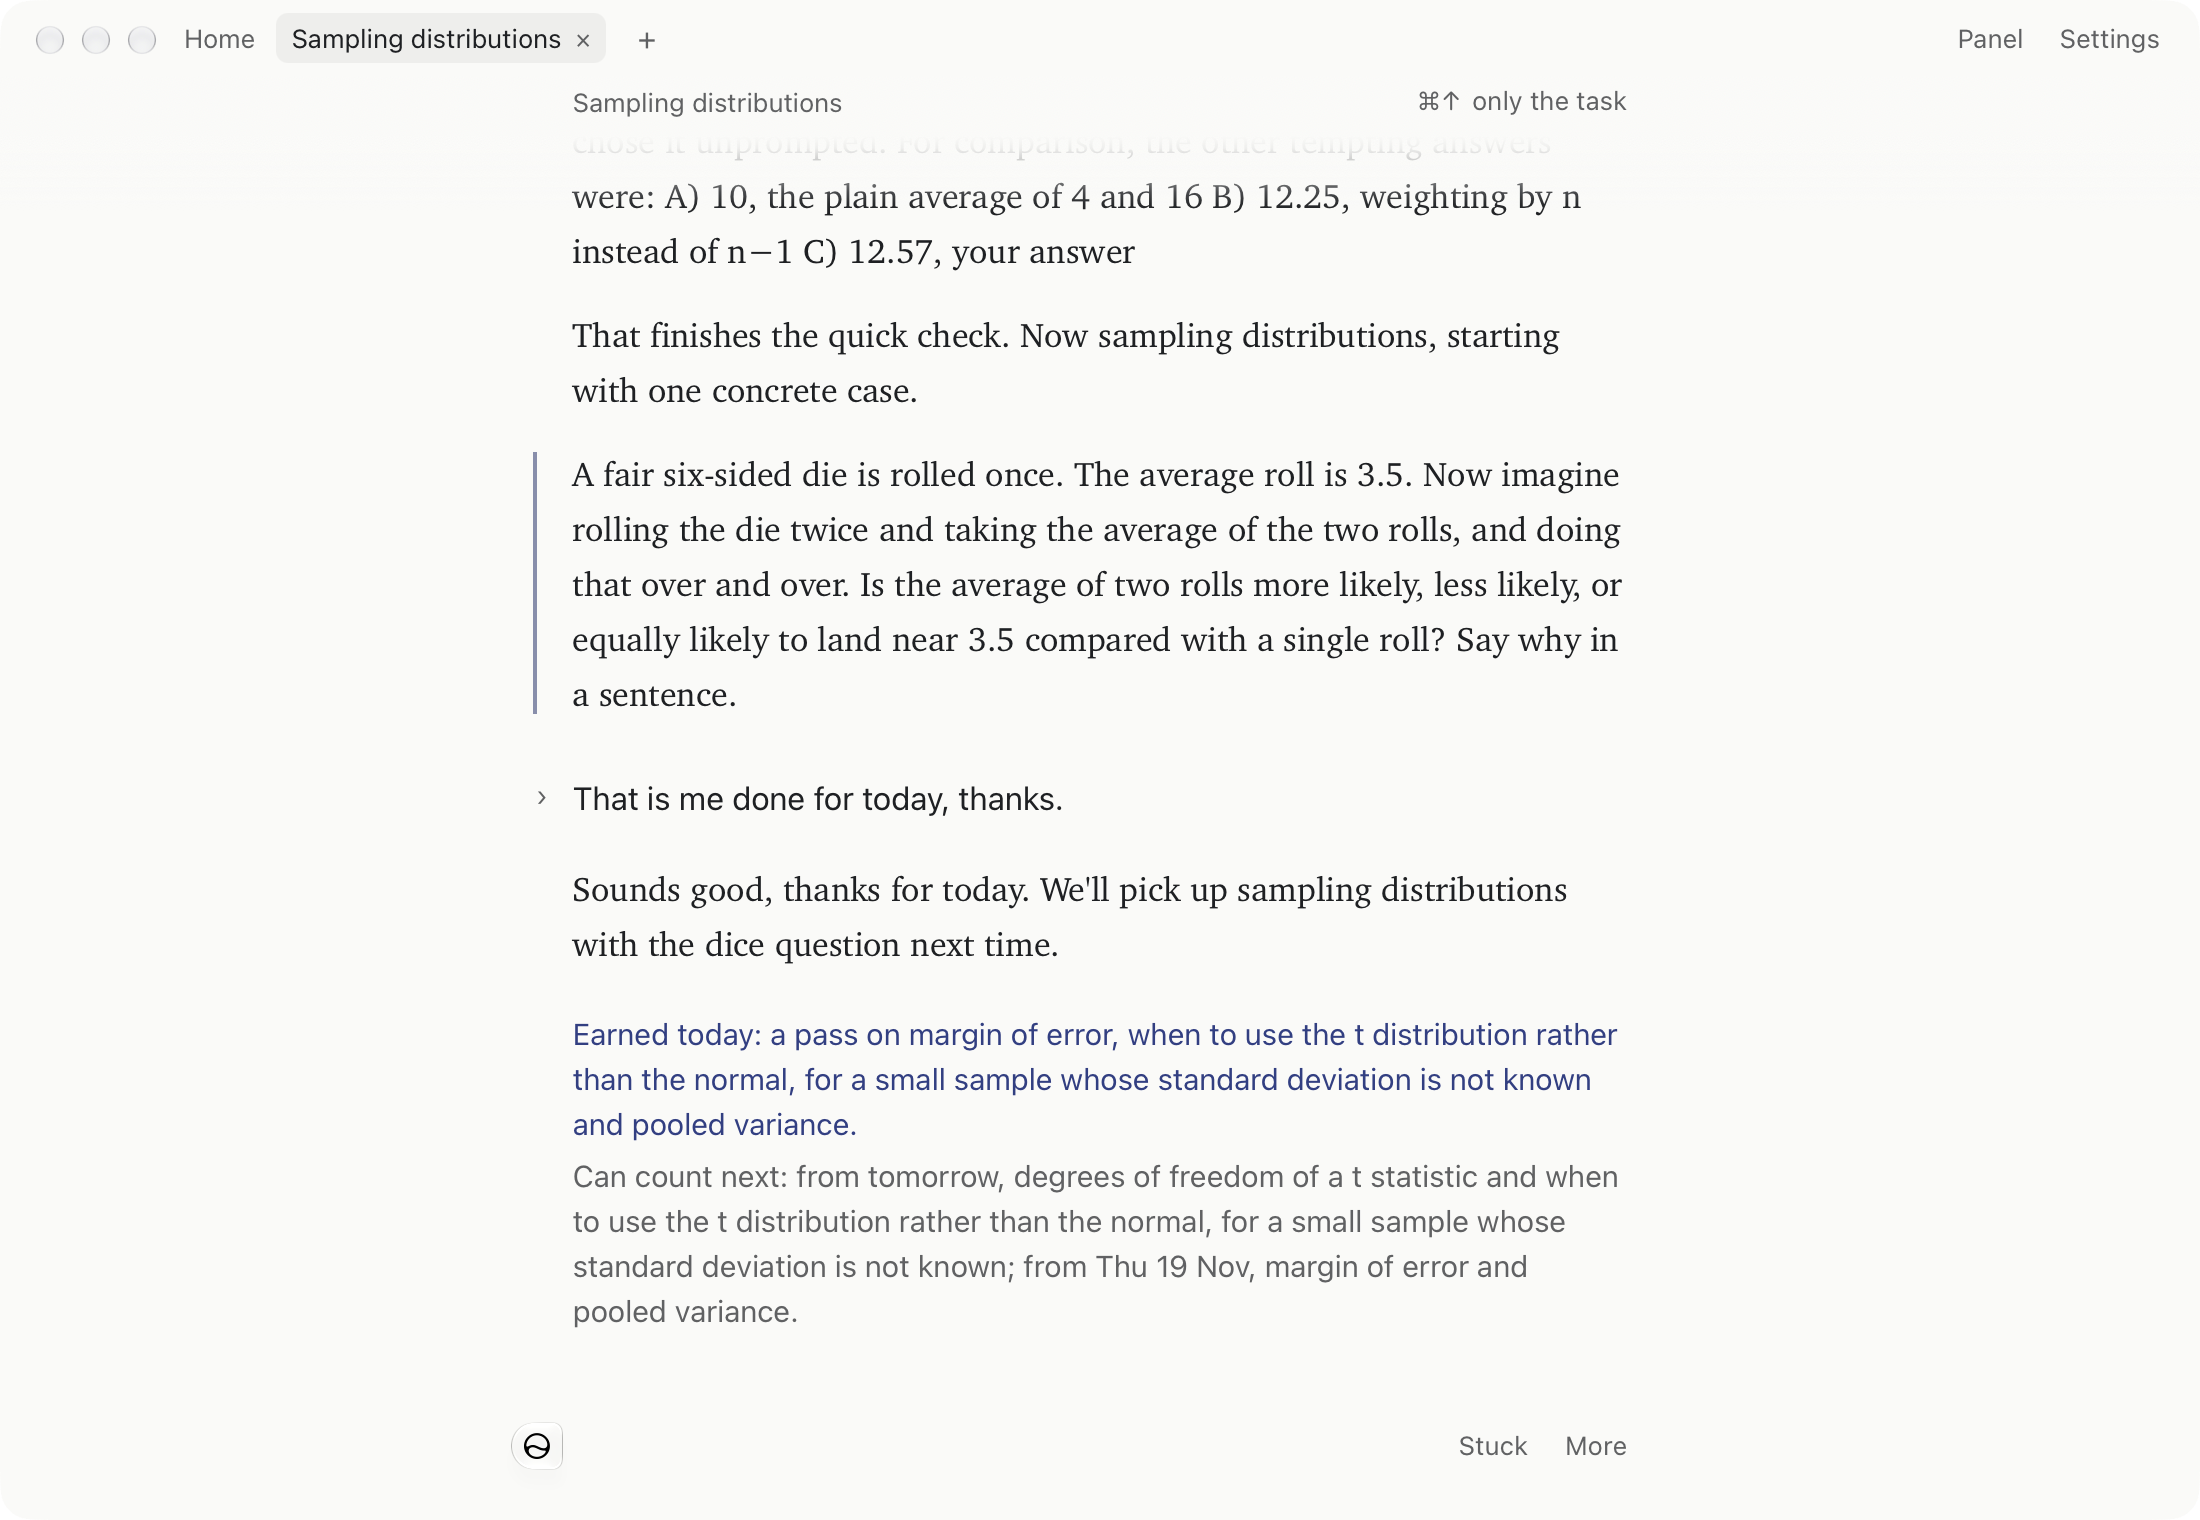 Home
Sampling distributions ×
+
Panel
Settings
Sampling distributions
⌘↑ only the task
chose it unprompted. For comparison, the other tempting answers
were: A) 10, the plain average of 4 and 16 B) 12.25, weighting by n
instead of n−1 C) 12.57, your answer
That finishes the quick check. Now sampling distributions, starting
with one concrete case.
A fair six-sided die is rolled once. The average roll is 3.5. Now imagine
rolling the die twice and taking the average of the two rolls, and doing
that over and over. Is the average of two rolls more likely, less likely, or
equally likely to land near 3.5 compared with a single roll? Say why in
a sentence.
› That is me done for today, thanks.
Sounds good, thanks for today. We'll pick up sampling distributions
with the dice question next time.
Earned today: a pass on margin of error, when to use the t distribution rather
than the normal, for a small sample whose standard deviation is not known
and pooled variance.
Can count next: from tomorrow, degrees of freedom of a t statistic and when
to use the t distribution rather than the normal, for a small sample whose
standard deviation is not known; from Thu 19 Nov, margin of error and
pooled variance.
Stuck
More